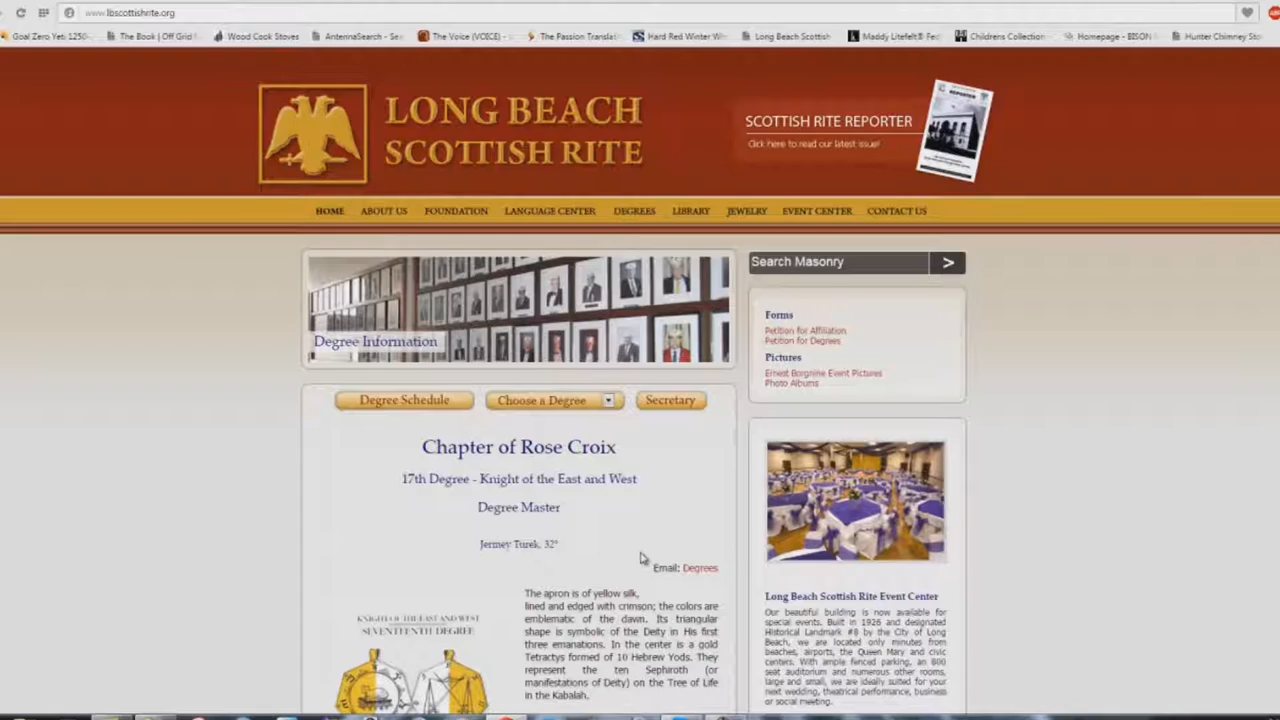 www.lbscottishrite.org
Goal Zero Yeti 1250
The Book | Off Grid
Wood Cook Stoves
AntennaSearch - Se
The Voice (VOICE) -
The Passion Translat
Hard Red Winter W
Long Beach Scottish
Maddy Litefelt® Fe
Childrens Collection
Homepage - BISON
Hunter Chimney Sto
LONG BEACH
SCOTTISH RITE
SCOTTISH RITE REPORTER
Click here to read our latest issue!
REPORTER
HOME ABOUT US FOUNDATION LANGUAGE CENTER DEGREES LIBRARY JEWELRY EVENT CENTER CONTACT US
Degree Information
Degree Schedule
Choose a Degree
Secretary
Chapter of Rose Croix
17th Degree - Knight of the East and West
Degree Master
Jermey Turek, 32°
Email: Degrees
KNIGHT OF THE EAST AND WEST
SEVENTEENTH DEGREE
The apron is of yellow silk,
lined and edged with crimson; the colors are
emblematic of the dawn. Its triangular
shape is symbolic of the Deity in His first
three emanations. In the center is a gold
Tetractys formed of 10 Hebrew Yods. They
represent the ten Sephiroth (or
manifestations of Deity) on the Tree of Life
in the Kabalah.
Search Masonry >
Forms
Petition for Affiliation
Petition for Degrees
Pictures
Ernest Borgnine Event Pictures
Photo Albums
Long Beach Scottish Rite Event Center
Our beautiful building is now available for
special events. Built in 1926 and designated
Historical Landmark #8 by the City of Long
Beach, we are located only minutes from
beaches, airports, the Queen Mary and civic
centers. With ample fenced parking, an 800
seat auditorium and numerous other rooms,
large and small, we are ideally suited for your
next wedding, theatrical performance, business
or social meeting.